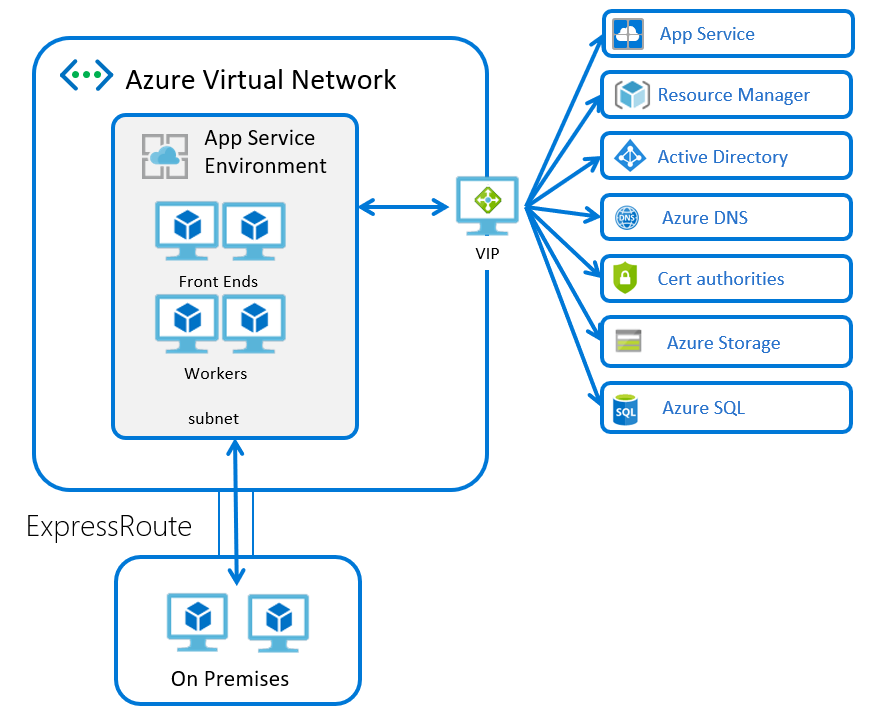 Azure Virtual Network
App Service
Environment
Front Ends
Workers
subnet
VIP
App Service
Resource Manager
Active Directory
DNS
Azure DNS
Cert authorities
Azure Storage
SQL
Azure SQL
ExpressRoute
On Premises